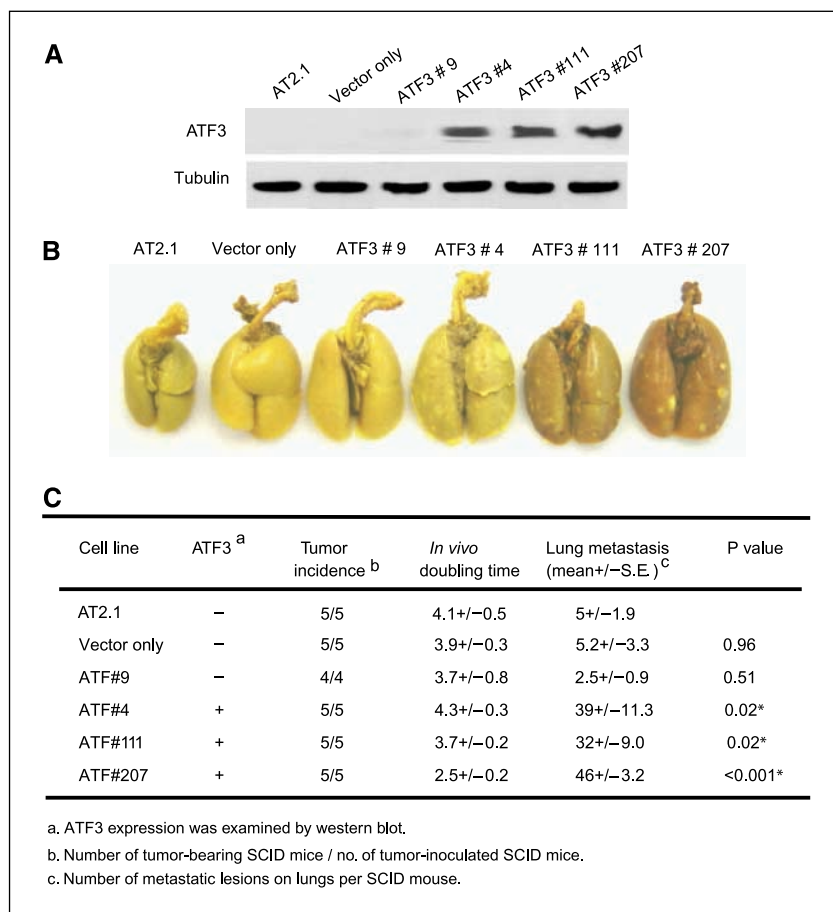 A
AT2.1 Vector only ATF3 # 9 ATF3 #4 ATF3 #111 ATF3 #207
ATF3
Tubulin
B
AT2.1 Vector only ATF3 # 9 ATF3 # 4 ATF3 # 111 ATF3 # 207
C
Cell line ATF3 a Tumor incidence b In vivo doubling time Lung metastasis (mean+/−S.E.) c P value
AT2.1 − 5/5 4.1+/−0.5 5+/−1.9
Vector only − 5/5 3.9+/−0.3 5.2+/−3.3 0.96
ATF#9 − 4/4 3.7+/−0.8 2.5+/−0.9 0.51
ATF#4 + 5/5 4.3+/−0.3 39+/−11.3 0.02*
ATF#111 + 5/5 3.7+/−0.2 32+/−9.0 0.02*
ATF#207 + 5/5 2.5+/−0.2 46+/−3.2 <0.001*
a. ATF3 expression was examined by western blot.
b. Number of tumor-bearing SCID mice / no. of tumor-inoculated SCID mice.
c. Number of metastatic lesions on lungs per SCID mouse.